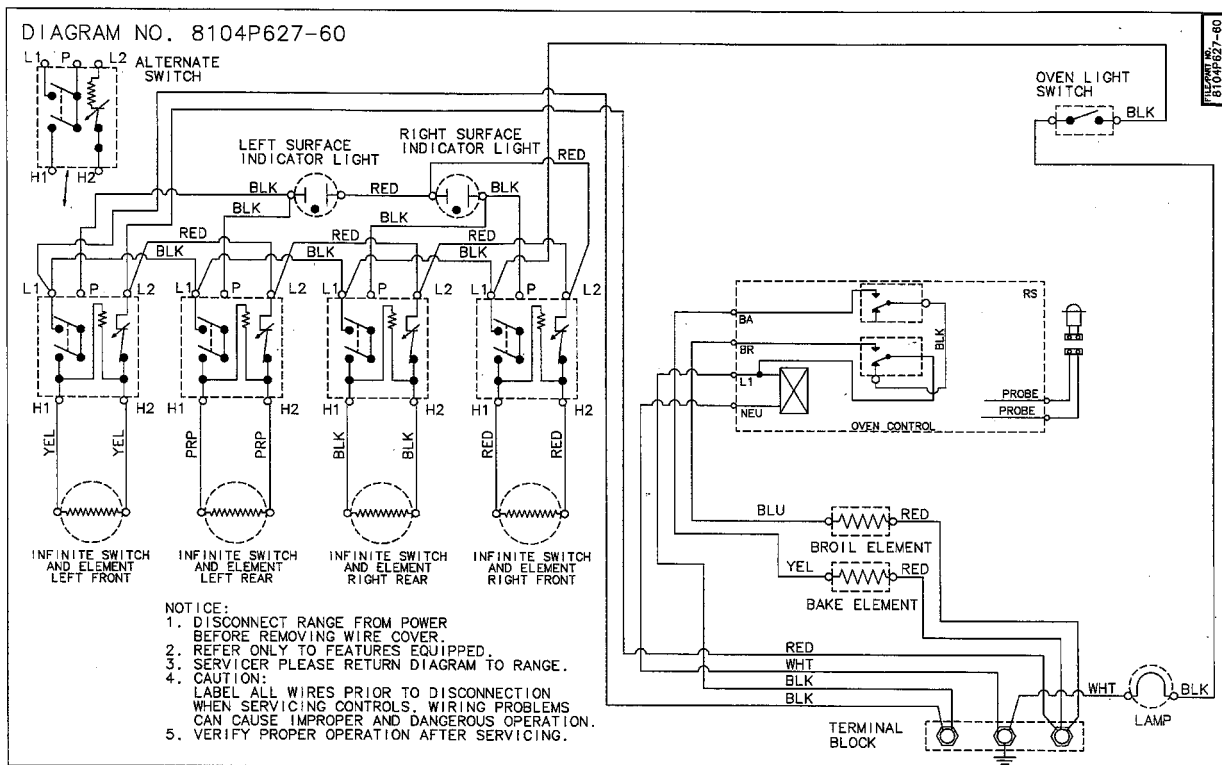 DIAGRAM NO. 8104P627-60
FILE/PART NO.
8104P627-60
L1 P L2
ALTERNATE
SWITCH
H1 H2
OVEN LIGHT
SWITCH
BLK
LEFT SURFACE
INDICATOR LIGHT
RIGHT SURFACE
INDICATOR LIGHT
RED
BLK
RED
BLK
BLK
BLK
RED
BLK
RED
BLK
RED
BLK
L1 P L2
L1 P L2
L1 P L2
L1 P L2
H1 H2
H1 H2
H1 H2
H1 H2
YEL YEL
PRP PRP
BLK BLK
RED RED
INFINITE SWITCH
AND ELEMENT
LEFT FRONT
INFINITE SWITCH
AND ELEMENT
LEFT REAR
INFINITE SWITCH
AND ELEMENT
RIGHT REAR
INFINITE SWITCH
AND ELEMENT
RIGHT FRONT
RS
BA
BLK
BR
L1
NEU
PROBE
PROBE
OVEN CONTROL
BLU
RED
BROIL ELEMENT
YEL
RED
BAKE ELEMENT
RED
WHT
BLK
BLK
WHT
BLK
LAMP
TERMINAL
BLOCK
NOTICE:
1. DISCONNECT RANGE FROM POWER
BEFORE REMOVING WIRE COVER.
2. REFER ONLY TO FEATURES EQUIPPED.
3. SERVICER PLEASE RETURN DIAGRAM TO RANGE.
4. CAUTION:
LABEL ALL WIRES PRIOR TO DISCONNECTION
WHEN SERVICING CONTROLS. WIRING PROBLEMS
CAN CAUSE IMPROPER AND DANGEROUS OPERATION.
5. VERIFY PROPER OPERATION AFTER SERVICING.